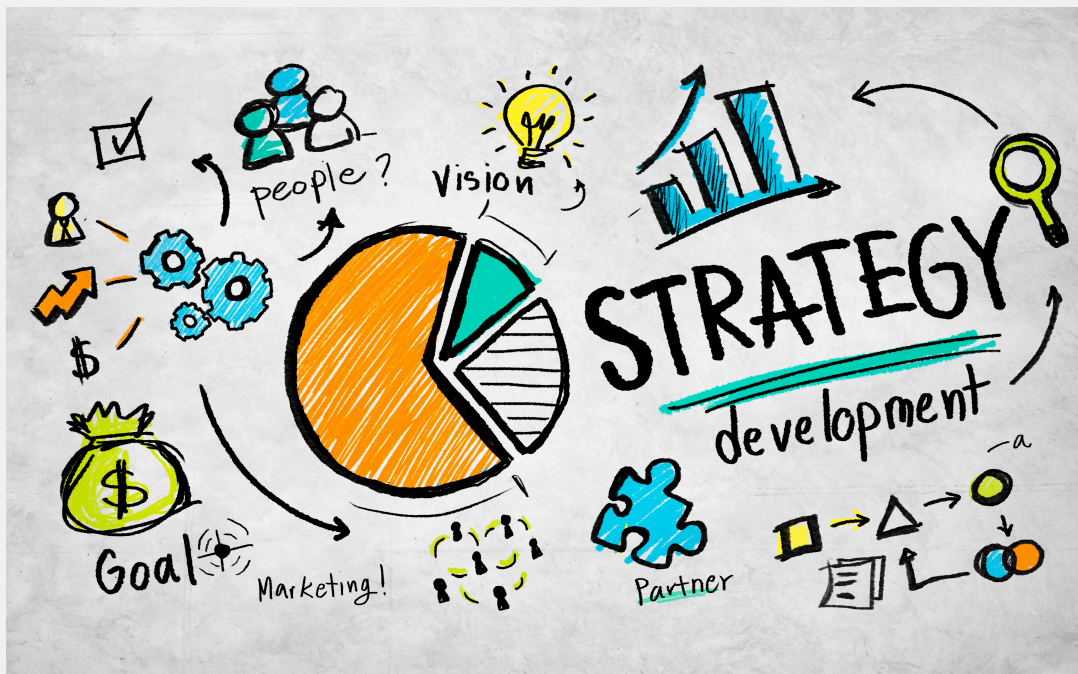 people?
Vision
STRATEGY
development
$
$
a
Goal
Marketing!
Partner